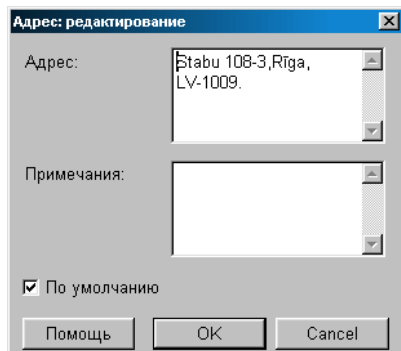 Адрес: редактирование
Адрес:
Stabu 108-3,Rīga,
LV-1009.
Примечания:
По умолчанию
Помощь
OK
Cancel